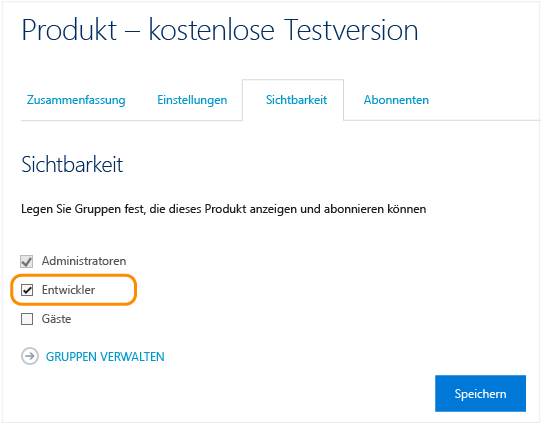 Produkt – kostenlose Testversion
Zusammenfassung Einstellungen Sichtbarkeit Abonnenten
Sichtbarkeit
Legen Sie Gruppen fest, die dieses Produkt anzeigen und abonnieren können
Administratoren
Entwickler
Gäste
GRUPPEN VERWALTEN
Speichern